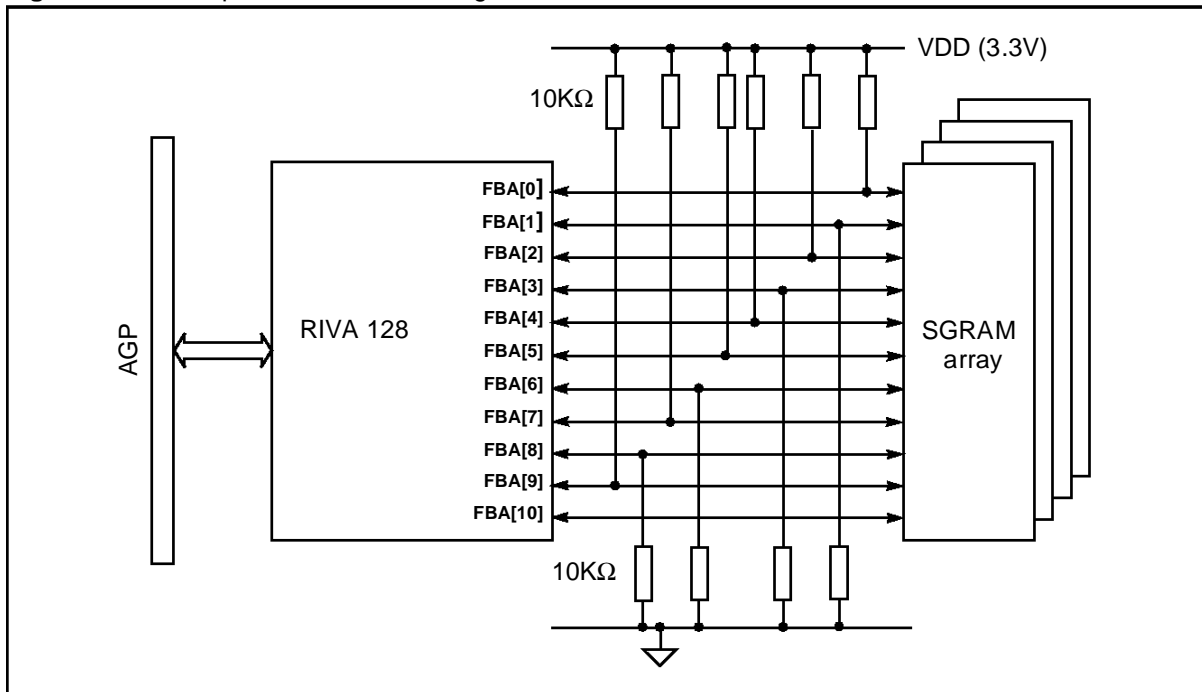 VDD (3.3V)
10KΩ
AGP
RIVA 128
FBA[0]
FBA[1]
FBA[2]
FBA[3]
FBA[4]
FBA[5]
FBA[6]
FBA[7]
FBA[8]
FBA[9]
FBA[10]
SGRAM
array
10KΩ